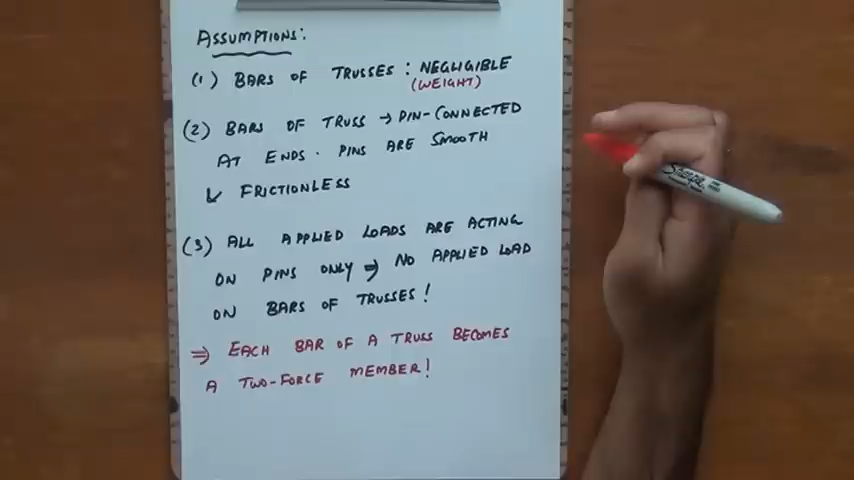 ASSUMPTIONS:
(1) BARS OF TRUSSES : NEGLIGIBLE
(WEIGHT)
(2) BARS OF TRUSS → PIN-CONNECTED
AT ENDS. PINS ARE SMOOTH
& FRICTIONLESS
(3) ALL APPLIED LOADS ARE ACTING
ON PINS ONLY ⇒ NO APPLIED LOAD
ON BARS OF TRUSSES!
⇒ EACH BAR OF A TRUSS BECOMES
A TWO-FORCE MEMBER!
Sharpie